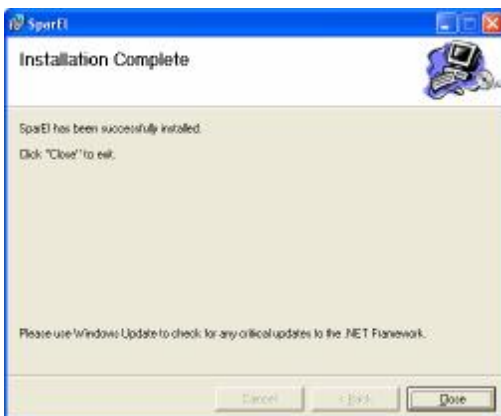 SparEl
Installation Complete
SparEl has been successfully installed.
Click "Close" to exit.
Please use Windows Update to check for any critical updates to the .NET Framework.
Cancel < Back Close